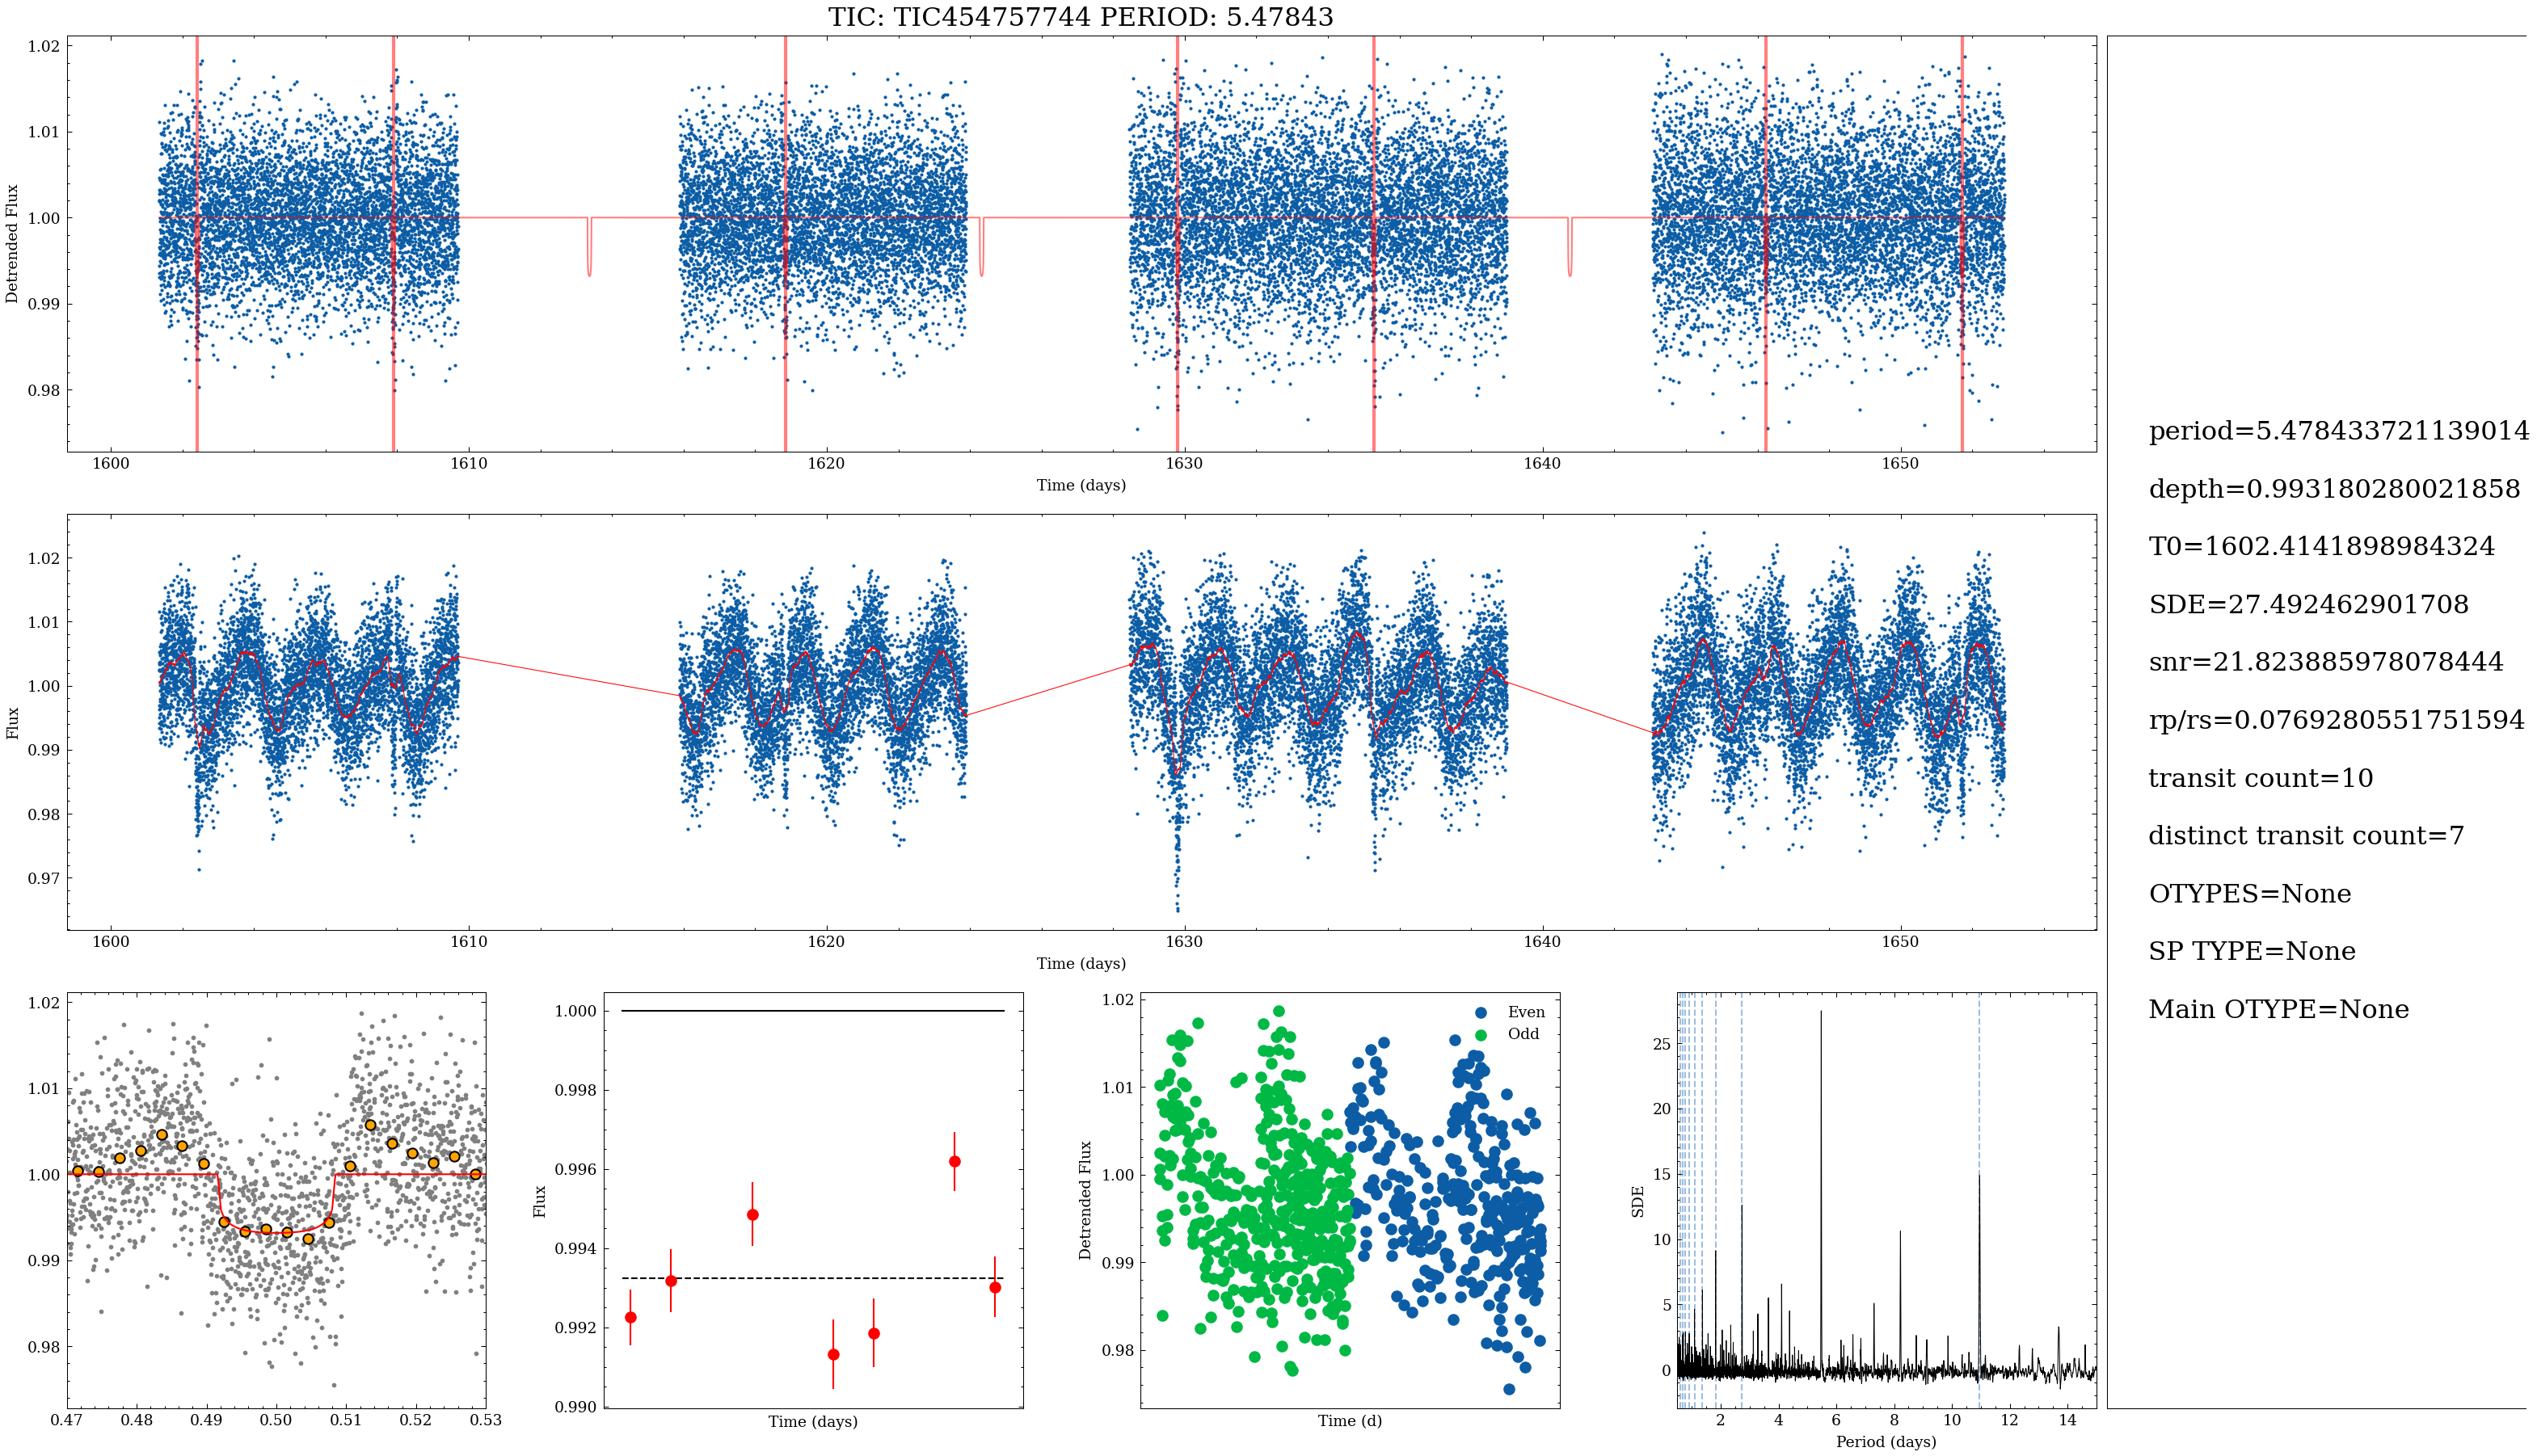 TIC: TIC454757744 PERIOD: 5.47843
1.02
1.01
1.00
0.99
0.98
Detrended Flux
1600
1610
1620
1630
1640
1650
Time (days)
period=5.478433721139014
depth=0.993180280021858
T0=1602.4141898984324
SDE=27.492462901708
snr=21.823885978078444
rp/rs=0.0769280551751594
transit count=10
distinct transit count=7
OTYPES=None
SP TYPE=None
Main OTYPE=None
1.02
1.01
1.00
0.99
0.98
0.97
Flux
1600
1610
1620
1630
1640
1650
Time (days)
1.02
1.01
1.00
0.99
0.98
0.47
0.48
0.49
0.50
0.51
0.52
0.53
1.000
0.998
0.996
0.994
0.992
0.990
Flux
Time (days)
1.02
1.01
1.00
0.99
0.98
Detrended Flux
Even
Odd
Time (d)
25
20
15
10
5
0
SDE
2
4
6
8
10
12
14
Period (days)